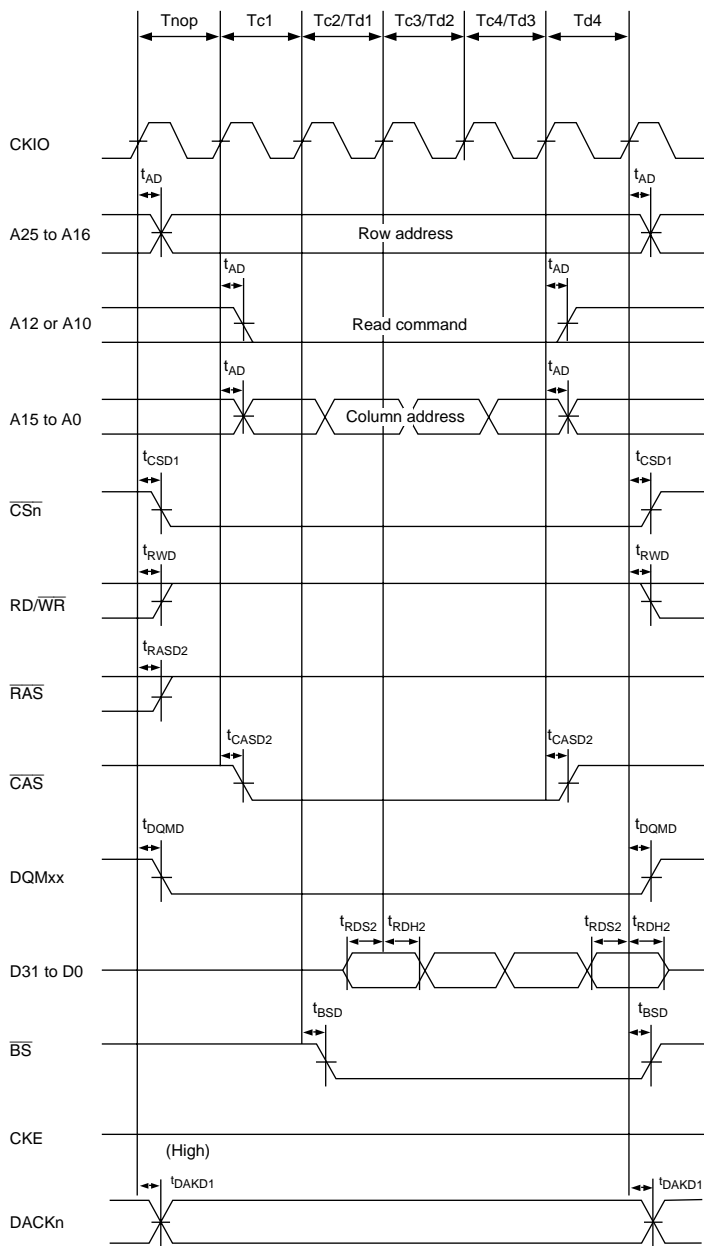 Tnop Tc1 Tc2/Td1 Tc3/Td2 Tc4/Td3 Td4
CKIO
tAD tAD
A25 to A16 Row address
tAD tAD
A12 or A10 Read command
tAD tAD
A15 to A0 Column address
tCSD1 tCSD1
CSn
tRWD tRWD
RD/WR
tRASD2
RAS
tCASD2 tCASD2
CAS
tDQMD tDQMD
DQMxx
tRDS2 tRDH2 tRDS2 tRDH2
D31 to D0
tBSD tBSD
BS
CKE
(High)
tDAKD1 tDAKD1
DACKn